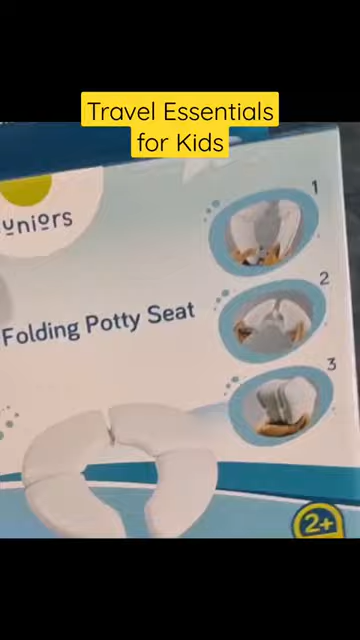 Travel Essentials
for Kids
uniors
1
2
Folding Potty Seat
3
2+